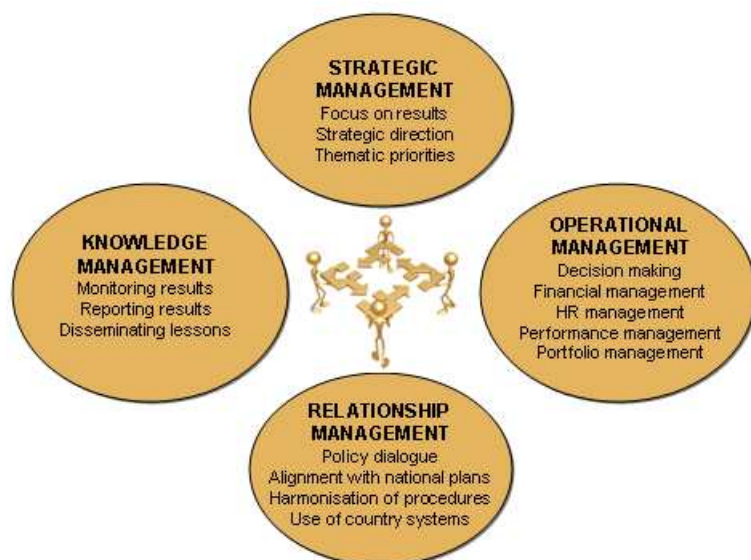 STRATEGIC
MANAGEMENT
Focus on results
Strategic direction
Thematic priorities
KNOWLEDGE
MANAGEMENT
Monitoring results
Reporting results
Disseminating lessons
OPERATIONAL
MANAGEMENT
Decision making
Financial management
HR management
Performance management
Portfolio management
RELATIONSHIP
MANAGEMENT
Policy dialogue
Alignment with national plans
Harmonisation of procedures
Use of country systems